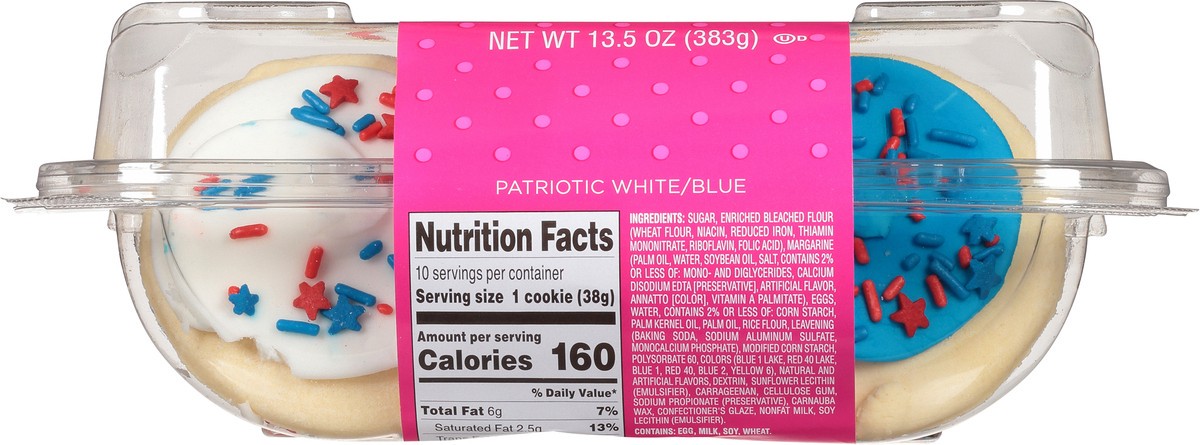 NET WT 13.5 OZ (383g) Ⓤ D
PATRIOTIC WHITE/BLUE
Nutrition Facts
10 servings per container
Serving size 1 cookie (38g)
Amount per serving
Calories 160
% Daily Value*
Total Fat 6g 7%
Saturated Fat 2.5g 13%
INGREDIENTS: SUGAR, ENRICHED BLEACHED FLOUR
(WHEAT FLOUR, NIACIN, REDUCED IRON, THIAMIN
MONONITRATE, RIBOFLAVIN, FOLIC ACID), MARGARINE
(PALM OIL, WATER, SOYBEAN OIL, SALT, CONTAINS 2%
OR LESS OF: MONO- AND DIGLYCERIDES, CALCIUM
DISODIUM EDTA [PRESERVATIVE], ARTIFICIAL FLAVOR,
ANNATTO [COLOR], VITAMIN A PALMITATE), EGGS,
WATER, CONTAINS 2% OR LESS OF: CORN STARCH,
PALM KERNEL OIL, PALM OIL, RICE FLOUR, LEAVENING
(BAKING SODA, SODIUM ALUMINUM SULFATE,
MONOCALCIUM PHOSPHATE), MODIFIED CORN STARCH,
POLYSORBATE 60, COLORS (BLUE 1 LAKE, RED 40 LAKE,
BLUE 1, RED 40, BLUE 2, YELLOW 6), NATURAL AND
ARTIFICIAL FLAVORS, DEXTRIN, SUNFLOWER LECITHIN
(EMULSIFIER), CARRAGEENAN, CELLULOSE GUM,
SODIUM PROPIONATE (PRESERVATIVE), CARNAUBA
WAX, CONFECTIONER'S GLAZE, NONFAT MILK, SOY
LECITHIN (EMULSIFIER).
CONTAINS: EGG, MILK, SOY, WHEAT.